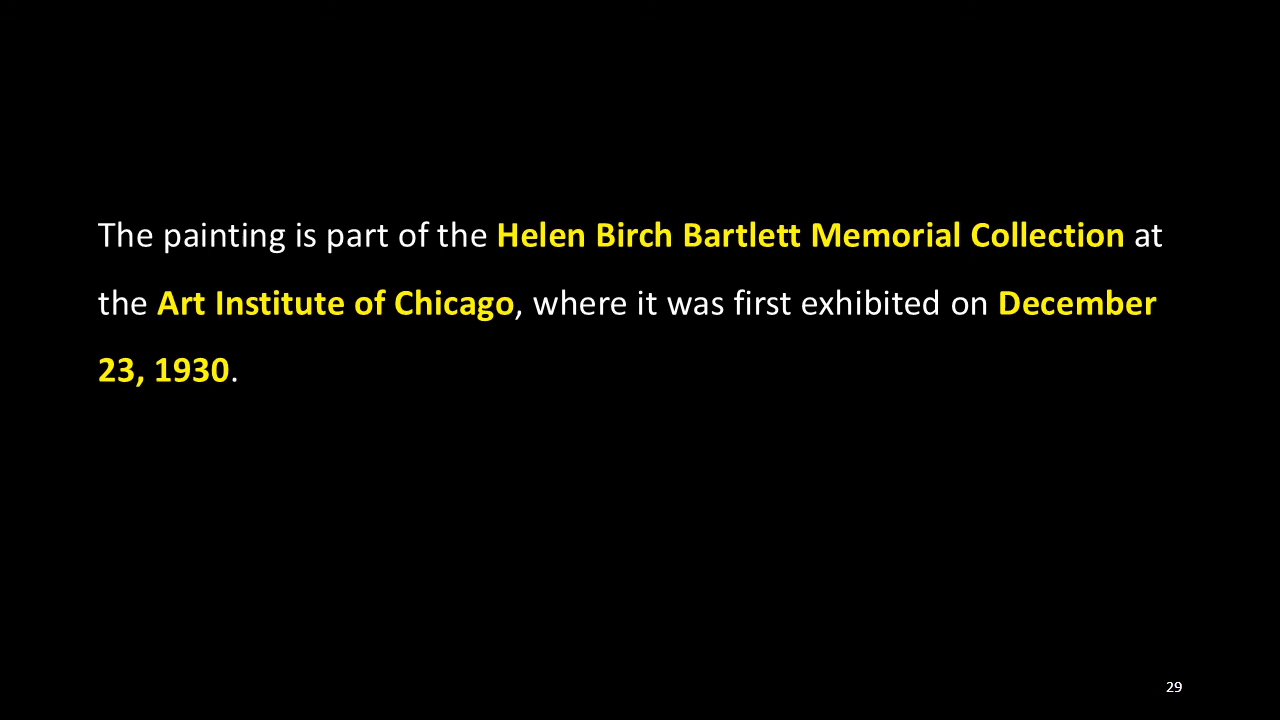 The painting is part of the Helen Birch Bartlett Memorial Collection at
the Art Institute of Chicago, where it was first exhibited on December
23, 1930.
29